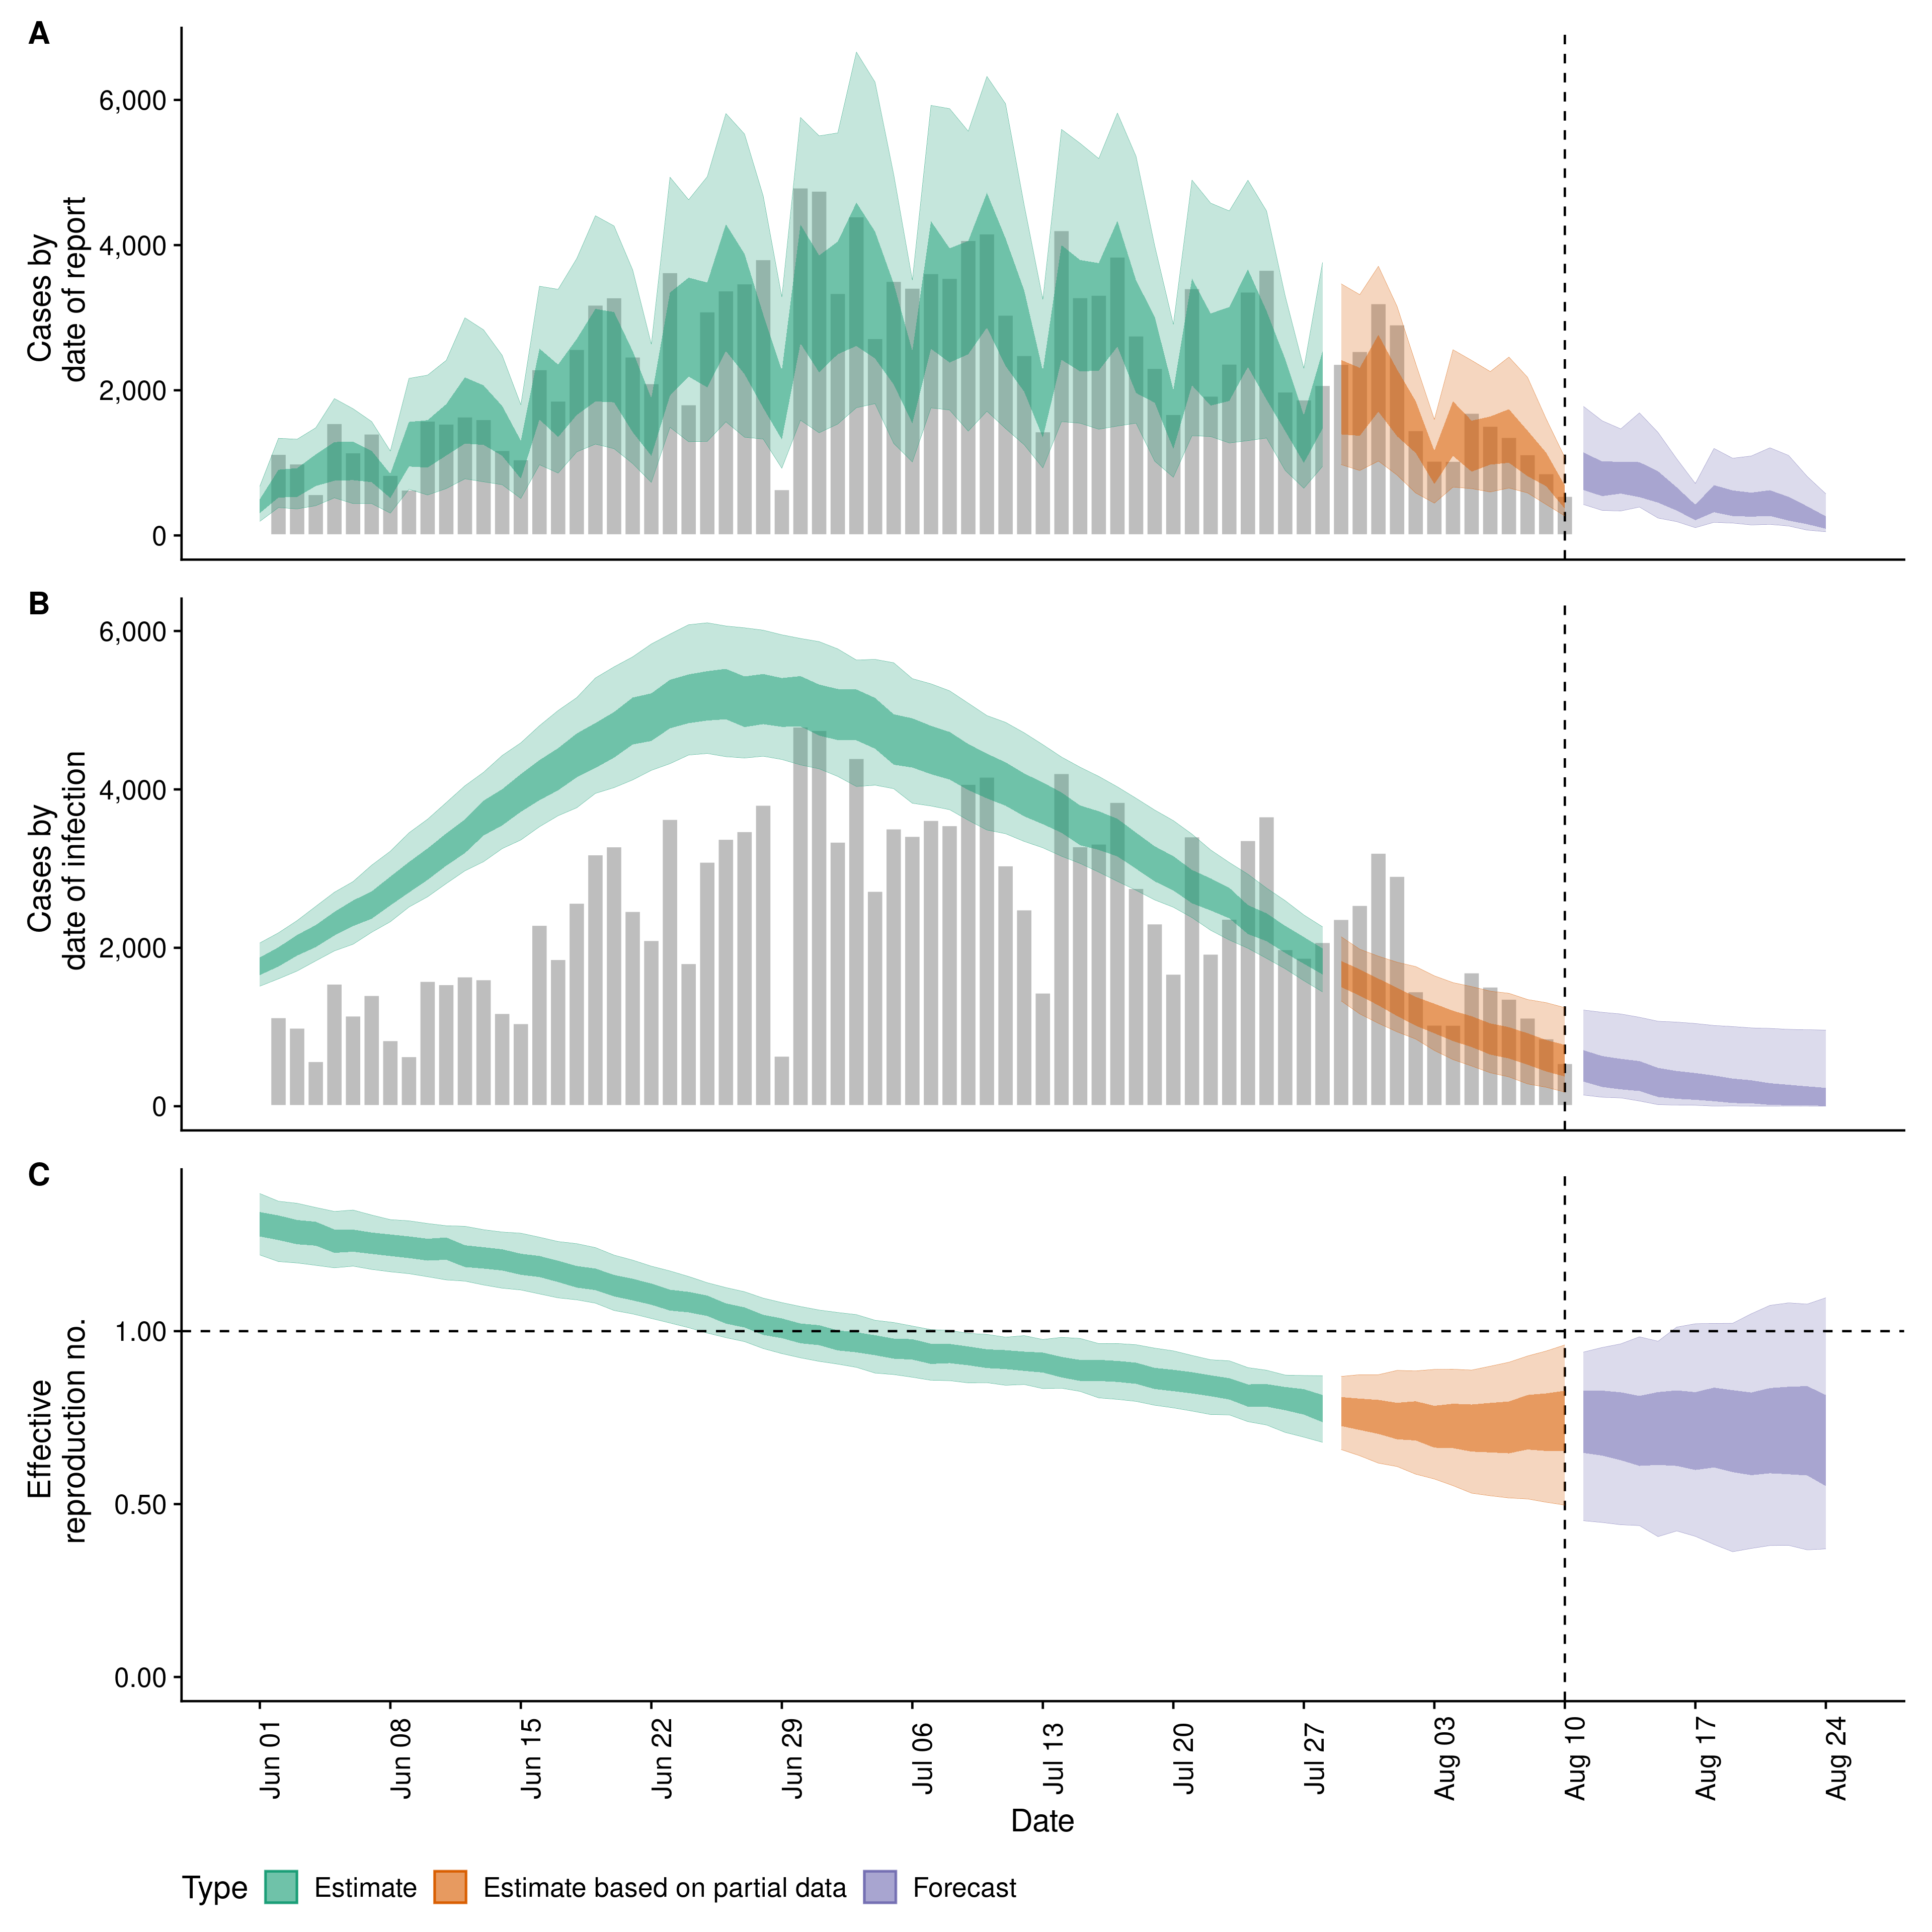 A
Cases by
date of report
6,000
4,000
2,000
0
B
Cases by
date of infection
6,000
4,000
2,000
0
C
Effective
reproduction no.
1.00
0.50
0.00
Jun 01
Jun 08
Jun 15
Jun 22
Jun 29
Jul 06
Jul 13
Jul 20
Jul 27
Aug 03
Aug 10
Aug 17
Aug 24
Date
Type Estimate Estimate based on partial data Forecast